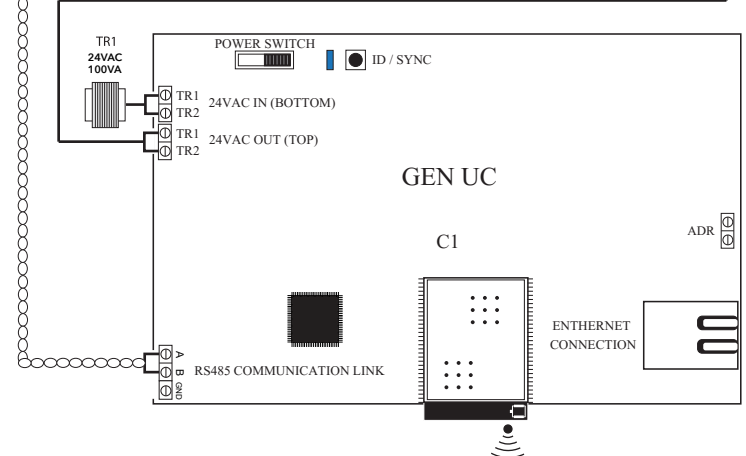 TR1
24VAC
100VA
POWER SWITCH
ID / SYNC
TR1
TR2
24VAC IN (BOTTOM)
TR1
TR2
24VAC OUT (TOP)
GEN UC
C1
ADR
ENTHERNET
CONNECTION
A
B
GND
RS485 COMMUNICATION LINK